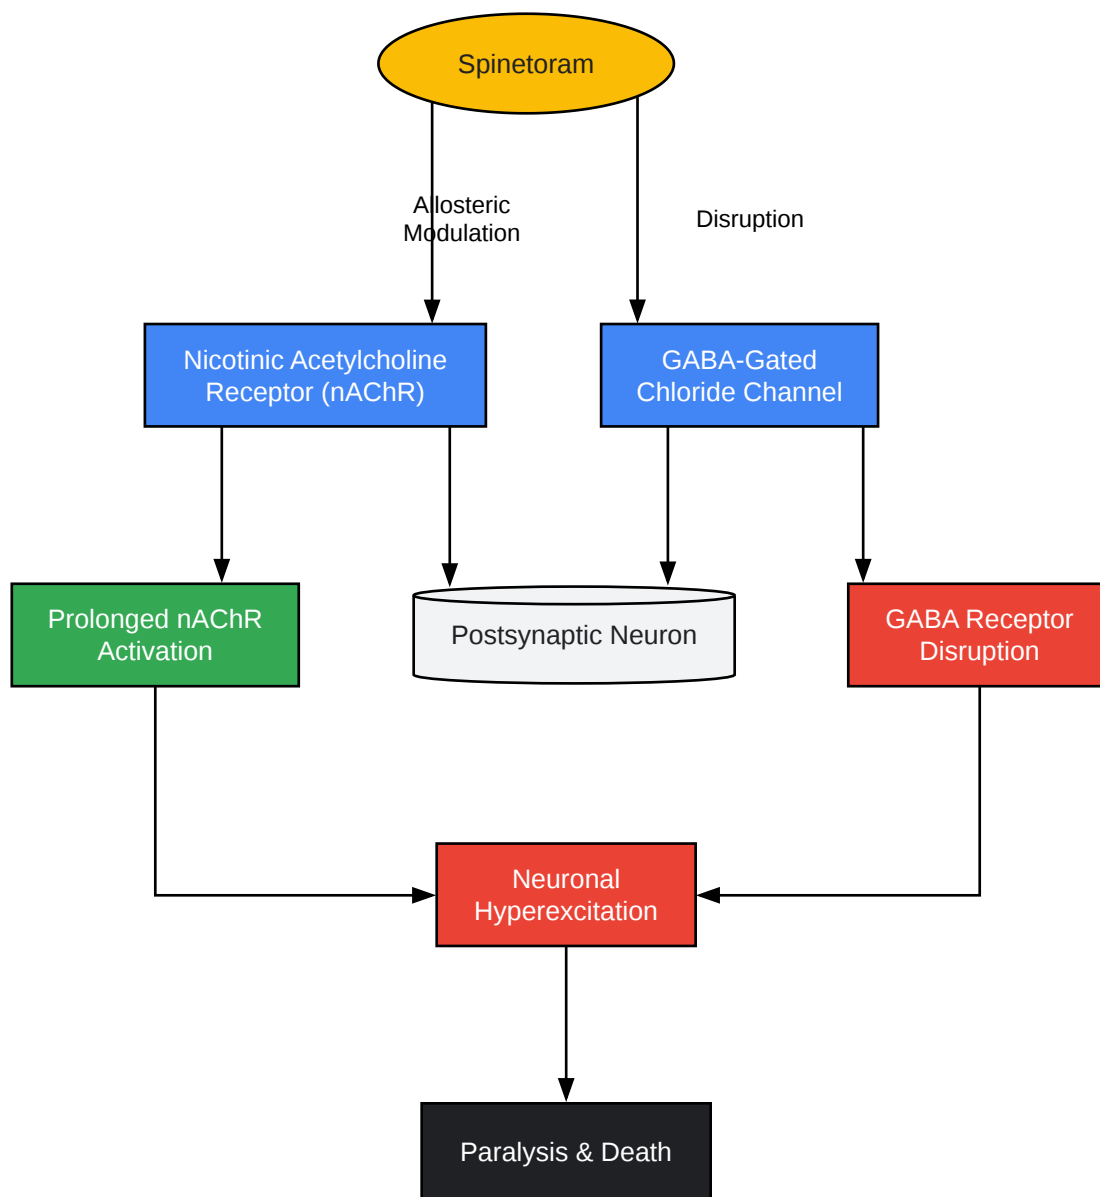 Spinetoram
Allosteric
Modulation
Disruption
Nicotinic Acetylcholine
Receptor (nAChR)
GABA-Gated
Chloride Channel
Prolonged nAChR
Activation
Postsynaptic Neuron
GABA Receptor
Disruption
Neuronal
Hyperexcitation
Paralysis & Death